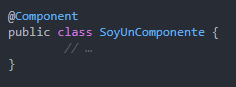 @Component
public class SoyUnComponente {
// …
}